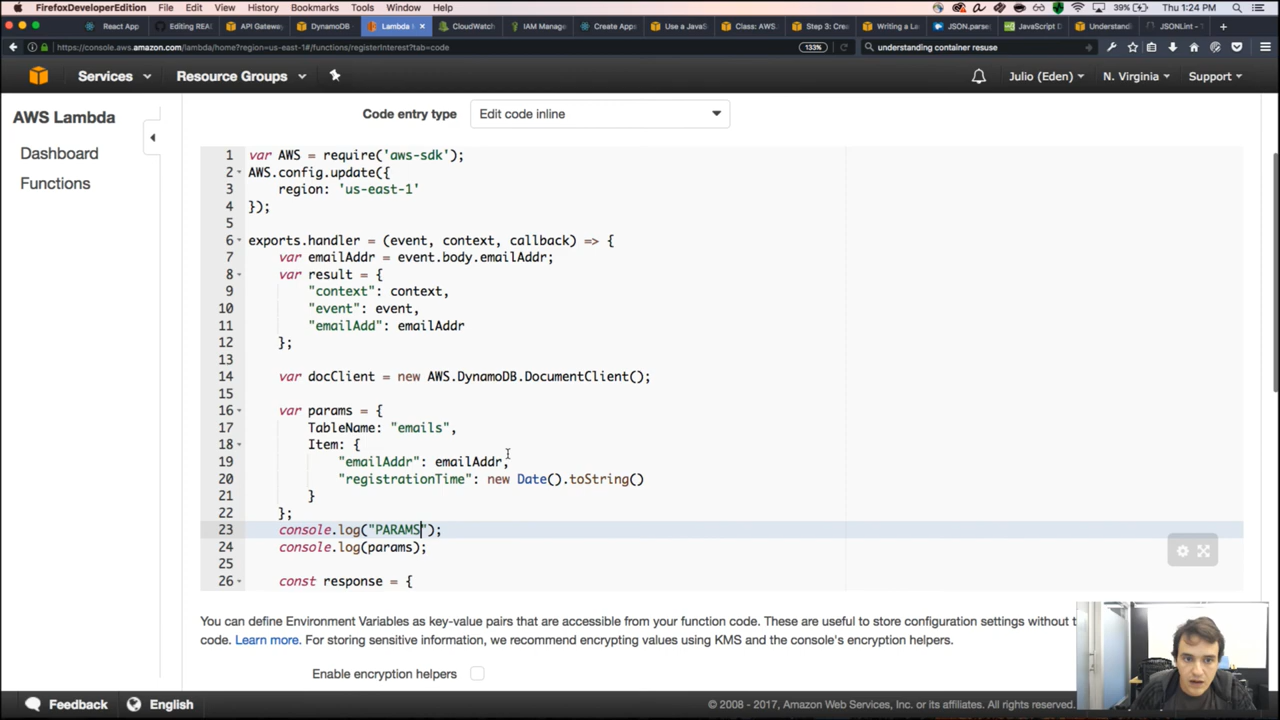 FirefoxDeveloperEdition File Edit View History Bookmarks Tools Window Help 39% Thu 1:24 PM
React App Editing READ API Gateway DynamoDB Lambda CloudWatch IAM Manage Create Apps Use a JavaS Class: AWS. Step 3: Crea Writing a La JSON.parse JavaScript D Understan JSONLint -
https://console.aws.amazon.com/lambda/home?region=us-east-1#/functions/registerInterest?tab=code 133% understanding container resuse
Services Resource Groups Julio (Eden) N. Virginia Support
AWS Lambda
Dashboard
Functions
Code entry type Edit code inline
1 var AWS = require('aws-sdk');
2 AWS.config.update({
3 region: 'us-east-1'
4 });
5
6 exports.handler = (event, context, callback) => {
7 var emailAddr = event.body.emailAddr;
8 var result = {
9 "context": context,
10 "event": event,
11 "emailAdd": emailAddr
12 };
13
14 var docClient = new AWS.DynamoDB.DocumentClient();
15
16 var params = {
17 TableName: "emails",
18 Item: {
19 "emailAddr": emailAddr,
20 "registrationTime": new Date().toString()
21 }
22 };
23 console.log("PARAMS");
24 console.log(params);
25
26 const response = {
You can define Environment Variables as key-value pairs that are accessible from your function code. These are useful to store configuration settings without t
code. Learn more. For storing sensitive information, we recommend encrypting values using KMS and the console's encryption helpers.
Enable encryption helpers
Feedback English © 2008 - 2017, Amazon Web Services, Inc. or its affiliates. All rights reserved.